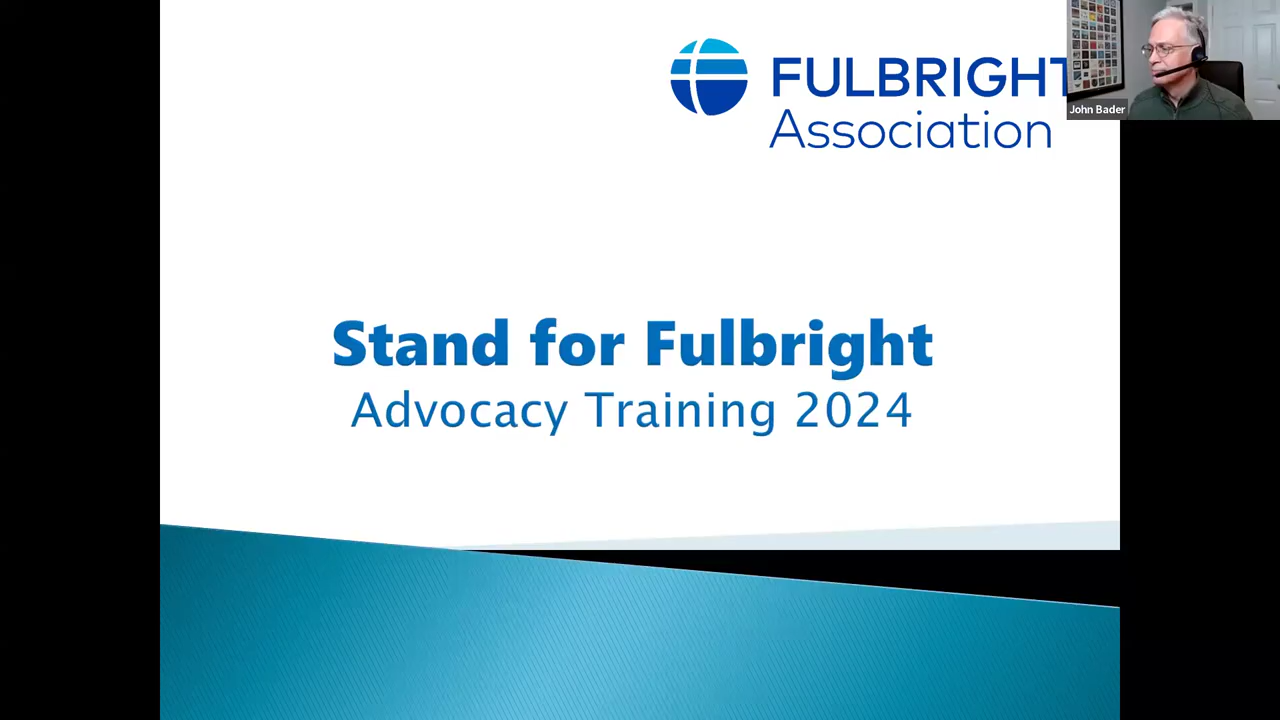 FULBRIGHT
Association
John Bader
Stand for Fulbright
Advocacy Training 2024